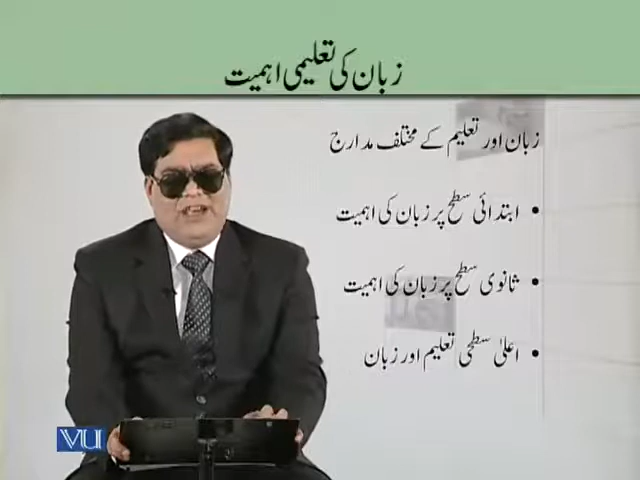 زبان کی تعلیمی اہمیت
زبان اور تعلیم کے مختلف مدارج
• ابتدائی سطح پر زبان کی اہمیت
• ثانوی سطح پر زبان کی اہمیت
• اعلیٰ سطحی تعلیم اور زبان
VU